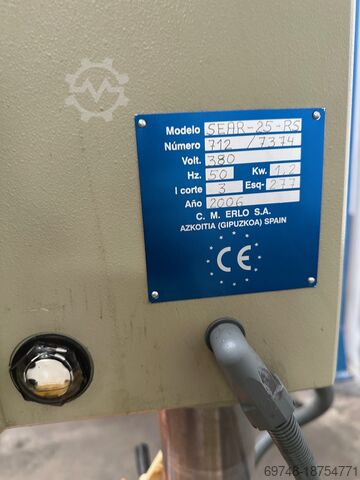 Modelo SEAR-25-RS
Número 712 / 7374
Volt. 380
Hz. 50 Kw. 1,2
I corte 3 Esq- 277
Año 2006
C. M. ERLO S.A.
AZKOITIA (GIPUZKOA) SPAIN
CE
69746-18754771